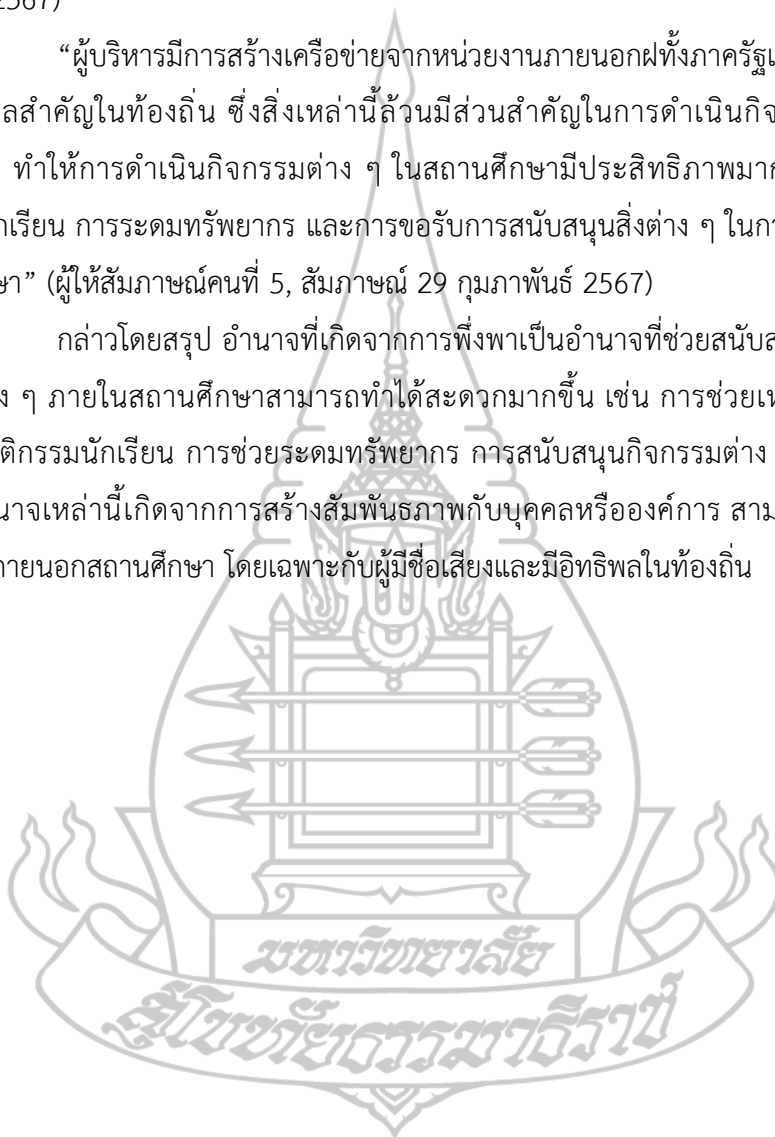 2567)
“ผู้บริหารมีการสร้างเครือข่ายจากหน่วยงานภายนอกฝทั้งภาครัฐเ
ลสำคัญในท้องถิ่น ซึ่งสิ่งเหล่านี้ล้วนมีส่วนสำคัญในการดำเนินกิจ
ทำให้การดำเนินกิจกรรมต่าง ๆ ในสถานศึกษามีประสิทธิภาพมาก
กเรียน การระดมทรัพยากร และการขอรับการสนับสนุนสิ่งต่าง ๆ ในกา
ษา” (ผู้ให้สัมภาษณ์คนที่ 5, สัมภาษณ์ 29 กุมภาพันธ์ 2567)
กล่าวโดยสรุป อำนาจที่เกิดจากการพึ่งพาเป็นอำนาจที่ช่วยสนับส
ง ๆ ภายในสถานศึกษาสามารถทำได้สะดวกมากขึ้น เช่น การช่วยเห
ติกรรมนักเรียน การช่วยระดมทรัพยากร การสนับสนุนกิจกรรมต่าง
นาจเหล่านี้เกิดจากการสร้างสัมพันธภาพกับบุคคลหรือองค์การ สาม
ภายนอกสถานศึกษา โดยเฉพาะกับผู้มีชื่อเสียงและมีอิทธิพลในท้องถิ่น
มหาวิทยาลัย
สุโขทัยธรรมาธิราช